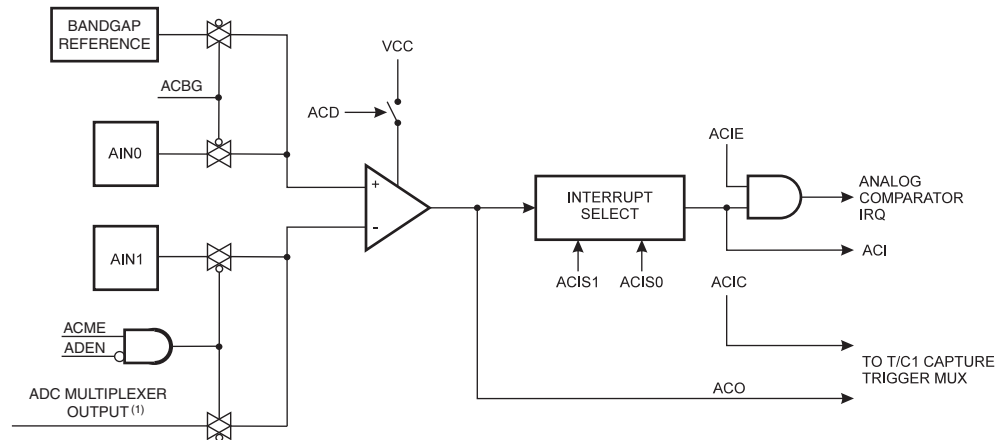 BANDGAP
REFERENCE
ACBG
VCC
ACD
AIN0
+
-
AIN1
INTERRUPT
SELECT
ACIS1
ACIS0
ACIE
ANALOG
COMPARATOR
IRQ
ACI
ACIC
ACME
ADEN
ADC MULTIPLEXER
OUTPUT (1)
TO T/C1 CAPTURE
TRIGGER MUX
ACO